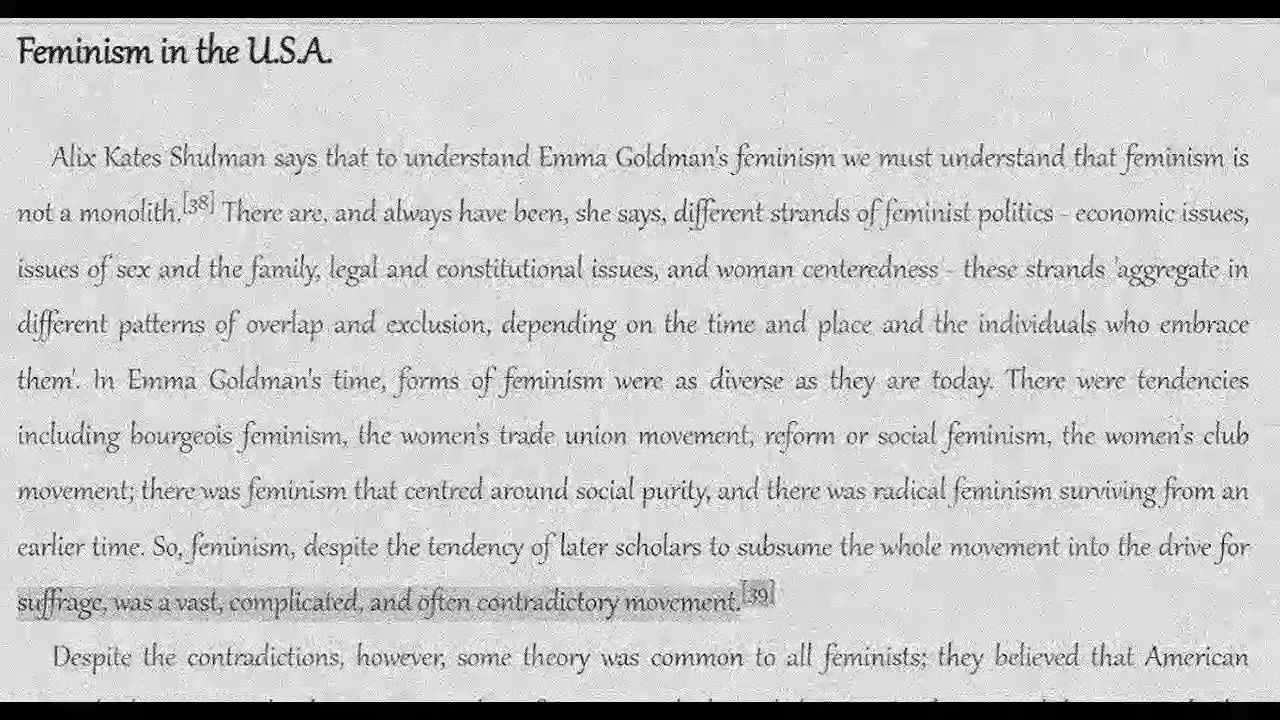 Feminism in the U.S.A.
Alix Kates Shulman says that to understand Emma Goldman's feminism we must understand that feminism is
not a monolith.[38] There are, and always have been, she says, different strands of feminist politics - economic issues,
issues of sex and the family, legal and constitutional issues, and woman centeredness - these strands 'aggregate in
different patterns of overlap and exclusion, depending on the time and place and the individuals who embrace
them'. In Emma Goldman's time, forms of feminism were as diverse as they are today. There were tendencies
including bourgeois feminism, the women's trade union movement, reform or social feminism, the women's club
movement; there was feminism that centred around social purity, and there was radical feminism surviving from an
earlier time. So, feminism, despite the tendency of later scholars to subsume the whole movement into the drive for
suffrage, was a vast, complicated, and often contradictory movement.[39]
Despite the contradictions, however, some theory was common to all feminists; they believed that American